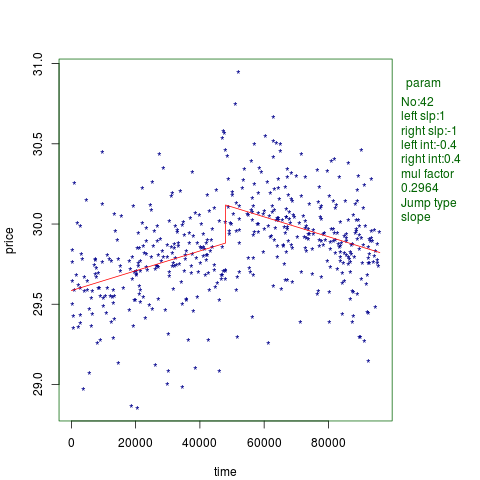 param
No:42
left slp:1
right slp:-1
left int:-0.4
right int:0.4
mul factor
0.2964
Jump type
slope
31.0
30.5
30.0
29.5
29.0
price
0 20000 40000 60000 80000
time